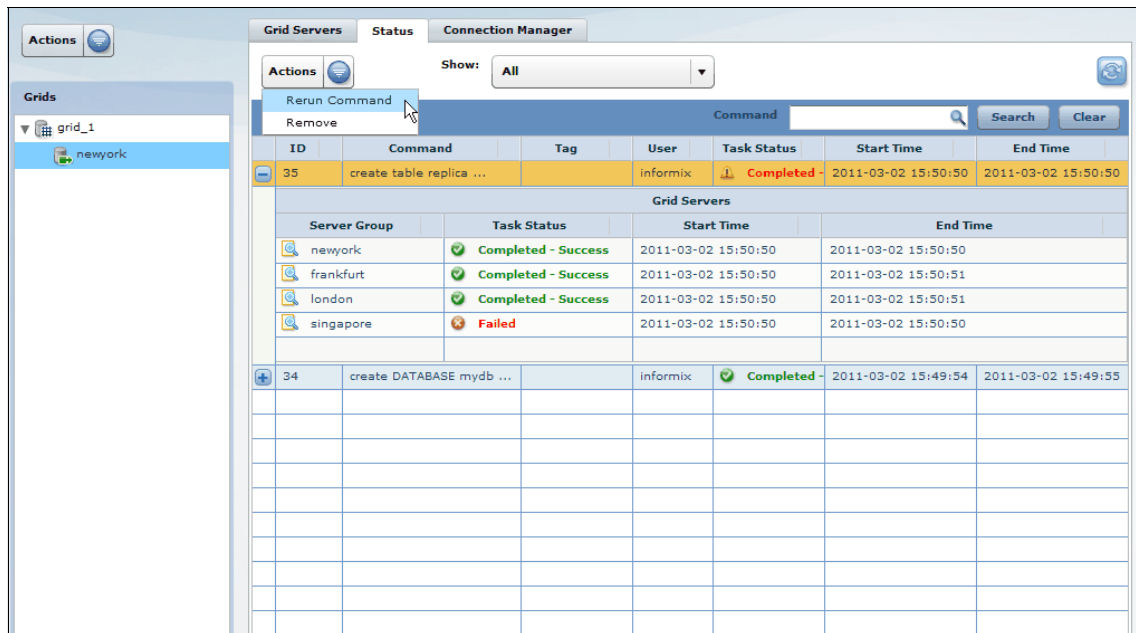 Actions
Grids
grid_1
newyork
Grid Servers Status Connection Manager
Actions Show: All
Rerun Command
Remove
Command Search Clear
ID Command Tag User Task Status Start Time End Time
35 create table replica ... informix Completed - 2011-03-02 15:50:50 2011-03-02 15:50:50
Grid Servers
Server Group Task Status Start Time End Time
newyork Completed - Success 2011-03-02 15:50:50 2011-03-02 15:50:50
frankfurt Completed - Success 2011-03-02 15:50:50 2011-03-02 15:50:51
london Completed - Success 2011-03-02 15:50:50 2011-03-02 15:50:51
singapore Failed 2011-03-02 15:50:50 2011-03-02 15:50:50
34 create DATABASE mydb ... informix Completed - 2011-03-02 15:49:54 2011-03-02 15:49:55